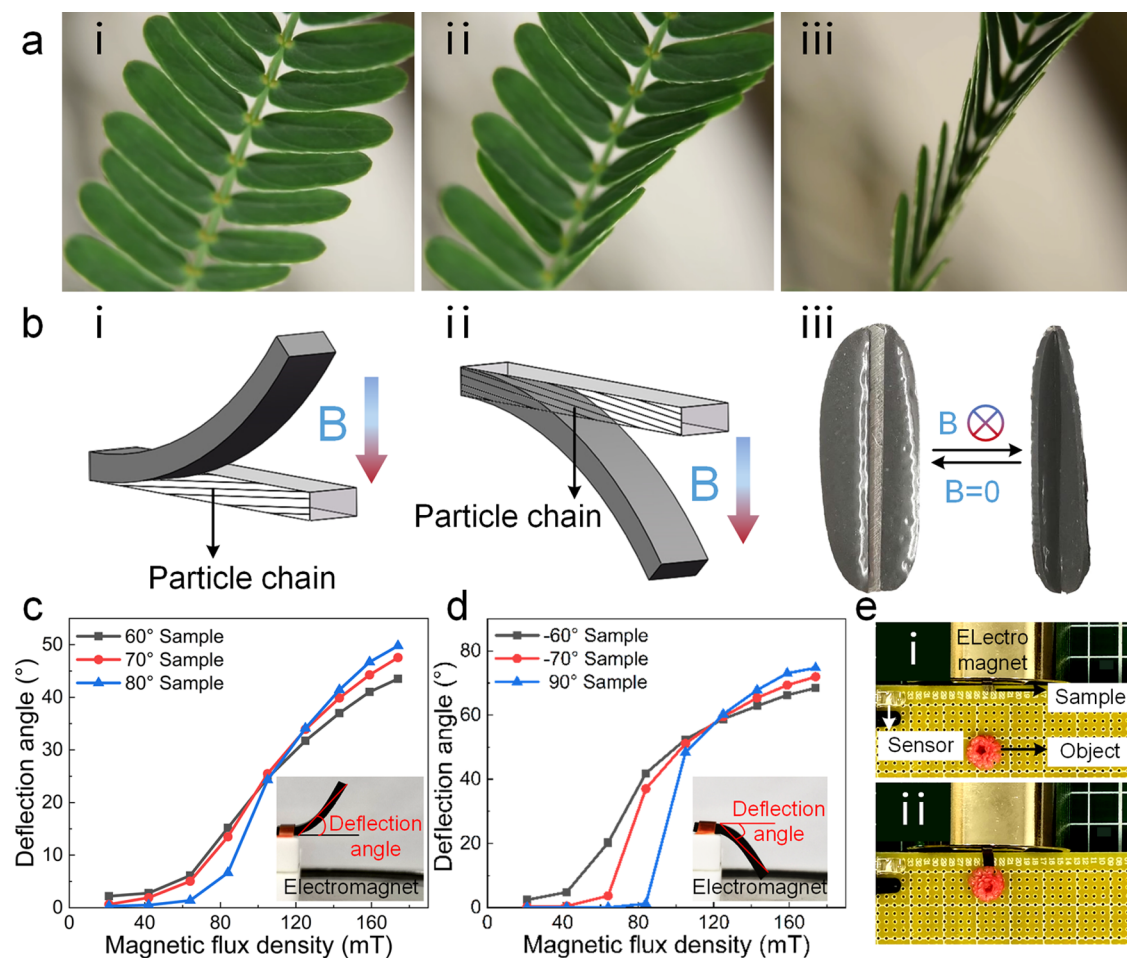 a
i
ii
iii
b
i
ii
iii
B
Particle chain
B
Particle chain
B
B=0
c
60° Sample
70° Sample
80° Sample
Deflection angle (°)
50
40
30
20
10
0
0
40
80
120
160
Magnetic flux density (mT)
Deflection
angle
Electromagnet
d
-60° Sample
-70° Sample
90° Sample
Deflection angle (°)
80
60
40
20
0
0
40
80
120
160
Magnetic flux density (mT)
Deflection
angle
Electromagnet
e
i
ELectro
magnet
Sample
Sensor
Object
ii